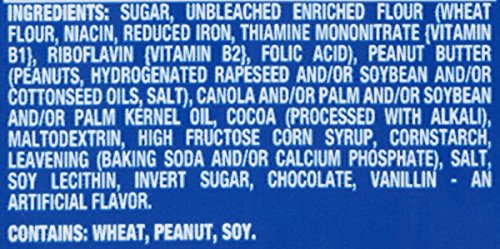 INGREDIENTS: SUGAR, UNBLEACHED ENRICHED FLOUR (WHEAT
FLOUR, NIACIN, REDUCED IRON, THIAMINE MONONITRATE {VITAMIN
B1}, RIBOFLAVIN {VITAMIN B2}, FOLIC ACID), PEANUT BUTTER
(PEANUTS, HYDROGENATED RAPESEED AND/OR SOYBEAN AND/OR
COTTONSEED OILS, SALT), CANOLA AND/OR PALM AND/OR SOYBEAN
AND/OR PALM KERNEL OIL, COCOA (PROCESSED WITH ALKALI),
MALTODEXTRIN, HIGH FRUCTOSE CORN SYRUP, CORNSTARCH,
LEAVENING (BAKING SODA AND/OR CALCIUM PHOSPHATE), SALT,
SOY LECITHIN, INVERT SUGAR, CHOCOLATE, VANILLIN - AN
ARTIFICIAL FLAVOR.
CONTAINS: WHEAT, PEANUT, SOY.